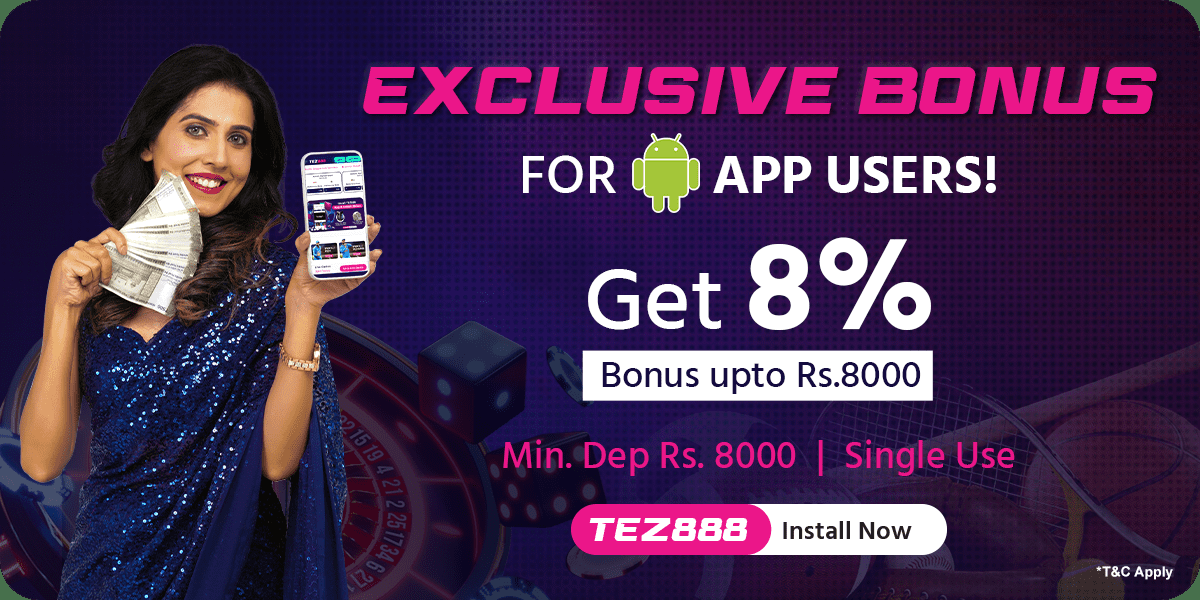 EXCLUSIVE BONUS
FOR APP USERS!
Get 8%
Bonus upto Rs.8000
Min. Dep Rs. 8000 | Single Use
TEZ888 Install Now
*T&C Apply
TEZ888